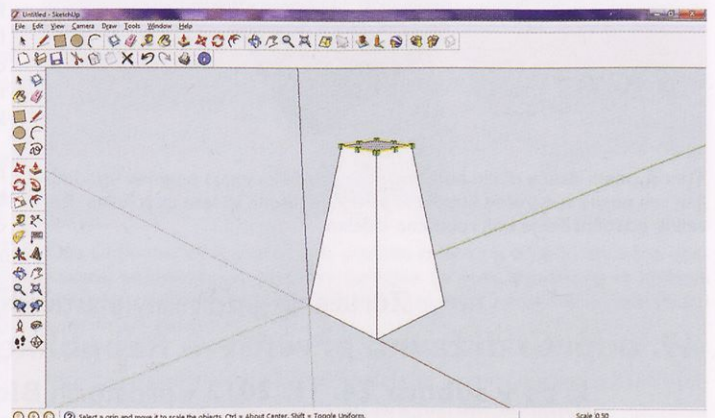 Untitled - SketchUp
File Edit View Camera Draw Tools Window Help
Select a grip and move it to scale the objects. Ctrl = About Center, Shift = Toggle Uniform.
Scale 0.50